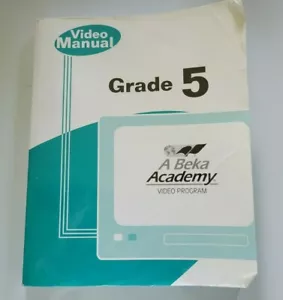 Video
Manual
Grade 5
A Beka
Academy
VIDEO PROGRAM